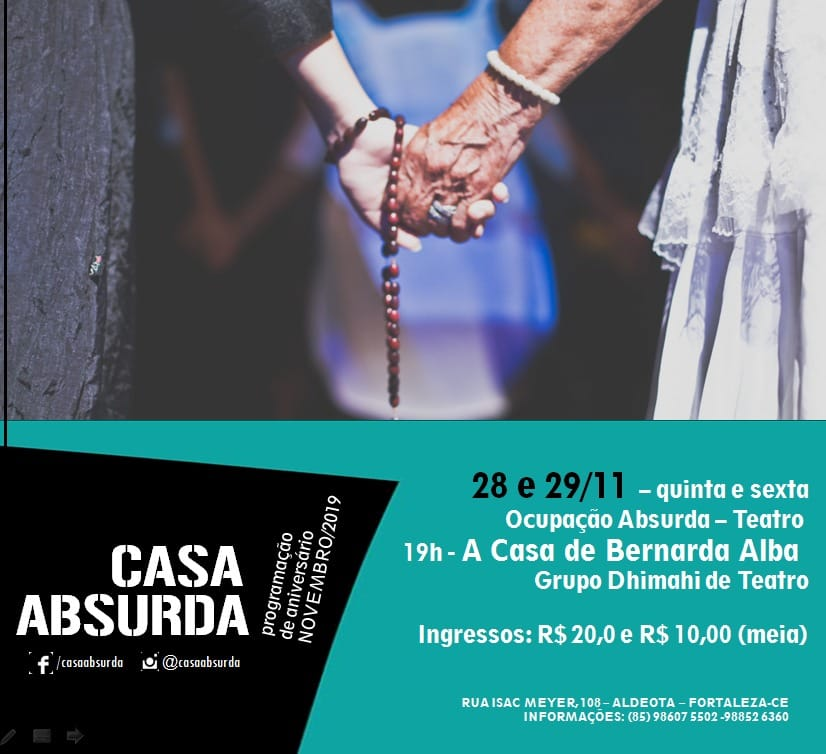 28 e 29/11 – quinta e sexta
Ocupação Absurda – Teatro
19h - A Casa de Bernarda Alba
Grupo Dhimahi de Teatro
Ingressos: R$ 20,0 e R$ 10,00 (meia)
RUA ISAC MEYER,108 – ALDEOTA – FORTALEZA-CE
INFORMAÇÕES: (85) 98607 5502 -98852 6360
CASA
ABSURDA
programação
de aniversário
NOVEMBRO/2019
/casaabsurda @casaabsurda